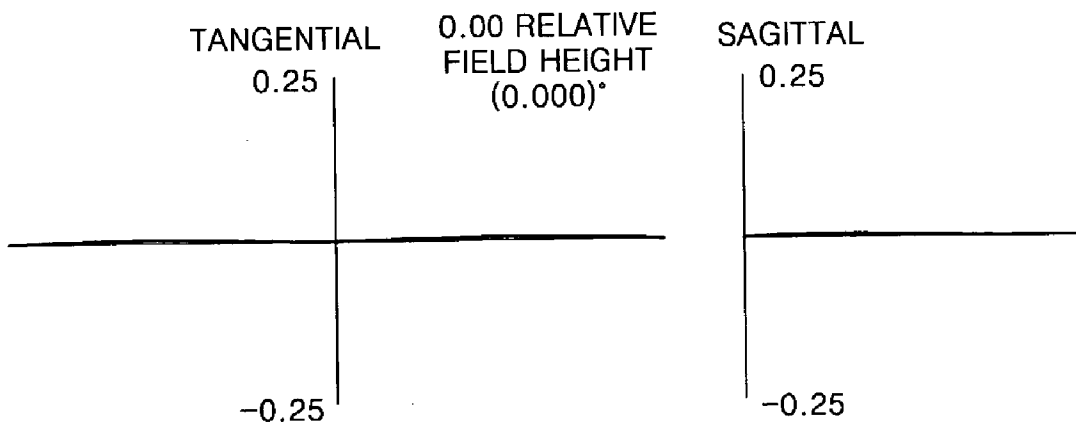 TANGENTIAL
0.00 RELATIVE
FIELD HEIGHT
(0.000)°
SAGITTAL
0.25
0.25
-0.25
-0.25